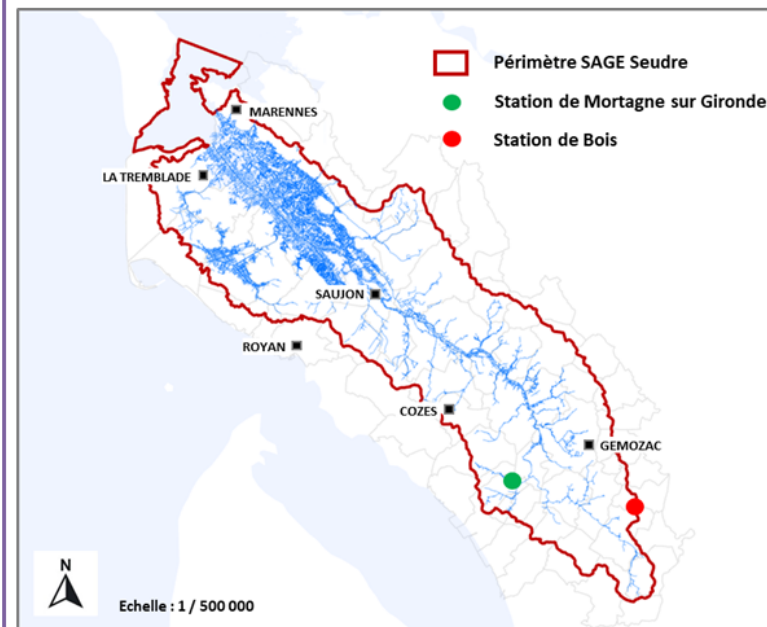 Périmètre SAGE Seudre
Station de Mortagne sur Gironde
Station de Bois
MARENNES
LA TREMBLADE
SAUJON
ROYAN
COZES
GEMOZAC
N
Echelle : 1 / 500 000